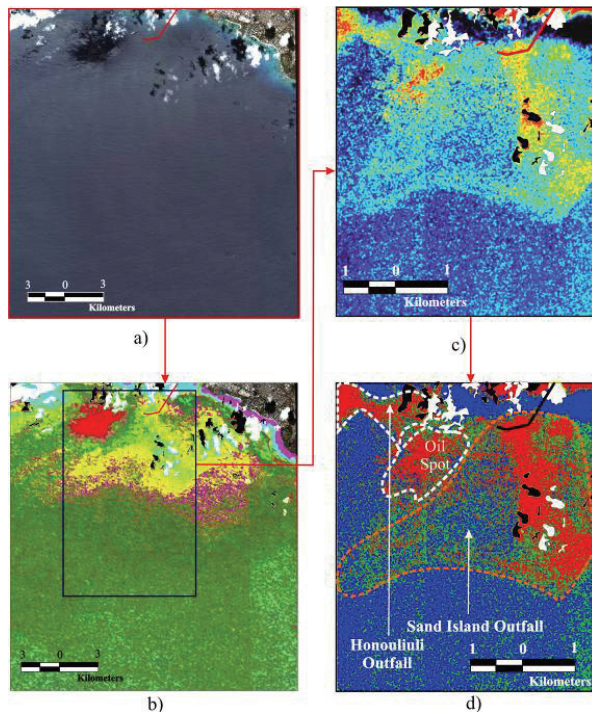 3 0 3
Kilometers
a)
1 0 1
Kilometers
c)
3 0 3
Kilometers
b)
Oil
Spot
Sand Island Outfall
Honouliuli
Outfall
1 0 1
Kilometers
d)